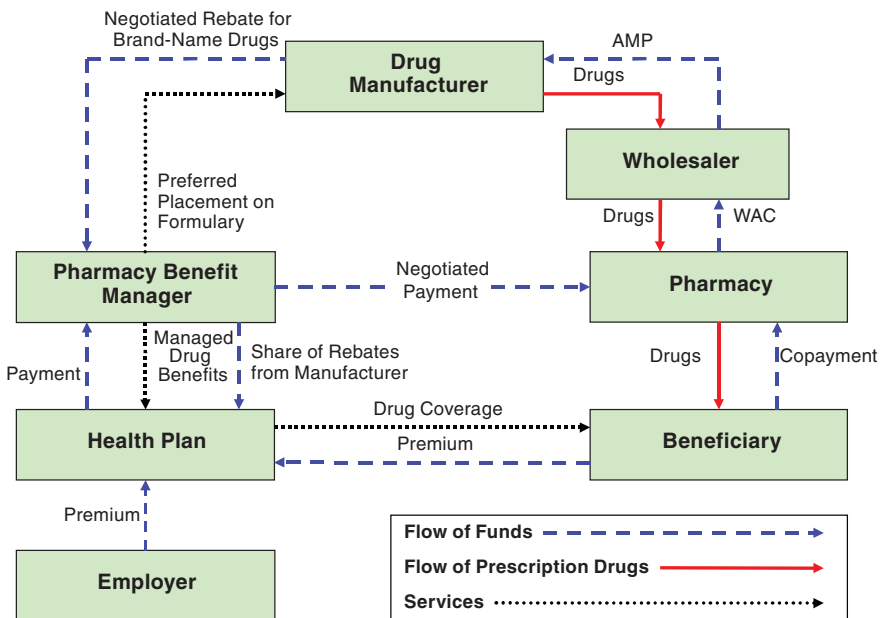 Negotiated Rebate for
Brand-Name Drugs
AMP
Drug
Manufacturer
Drugs
Wholesaler
Preferred
Placement on
Formulary
Drugs
WAC
Pharmacy Benefit
Manager
Negotiated
Payment
Pharmacy
Payment
Managed
Drug
Benefits
Share of Rebates
from Manufacturer
Drugs
Copayment
Health Plan
Drug Coverage
Premium
Beneficiary
Premium
Employer
Flow of Funds
Flow of Prescription Drugs
Services